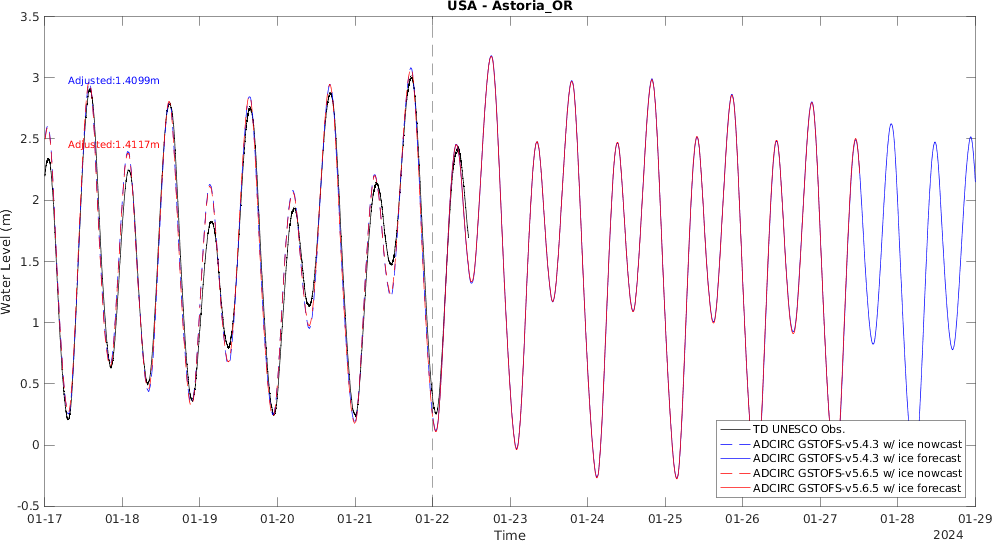 USA - Astoria_OR
3.5
3
2.5
2
1.5
1
0.5
0
-0.5
Water Level (m)
Adjusted:1.4099m
Adjusted:1.4117m
TD UNESCO Obs.
ADCIRC GSTOFS-v5.4.3 w/ ice nowcast
ADCIRC GSTOFS-v5.4.3 w/ ice forecast
ADCIRC GSTOFS-v5.6.5 w/ ice nowcast
ADCIRC GSTOFS-v5.6.5 w/ ice forecast
01-17 01-18 01-19 01-20 01-21 01-22 01-23 01-24 01-25 01-26 01-27 01-28 01-29
Time
2024